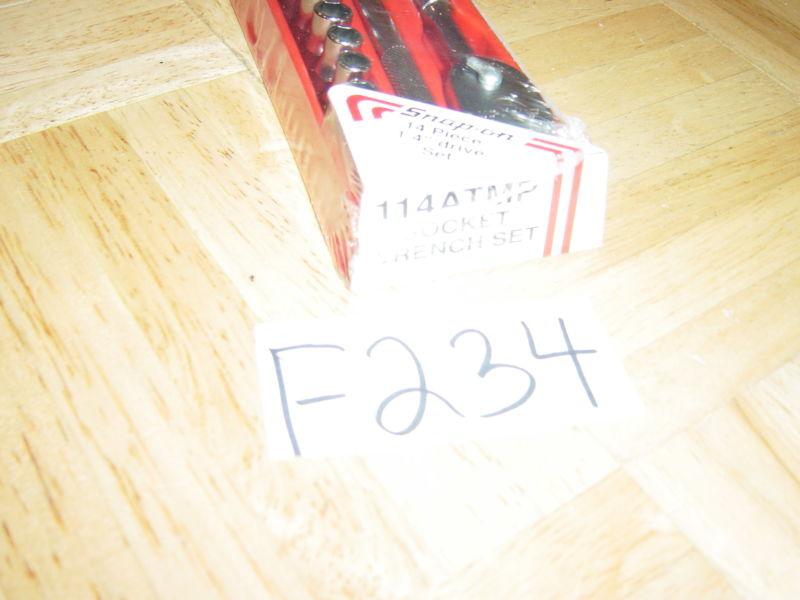 Snap-on
14 Piece
1/4" drive
Set
114ATMP
SOCKET
WRENCH SET
F234